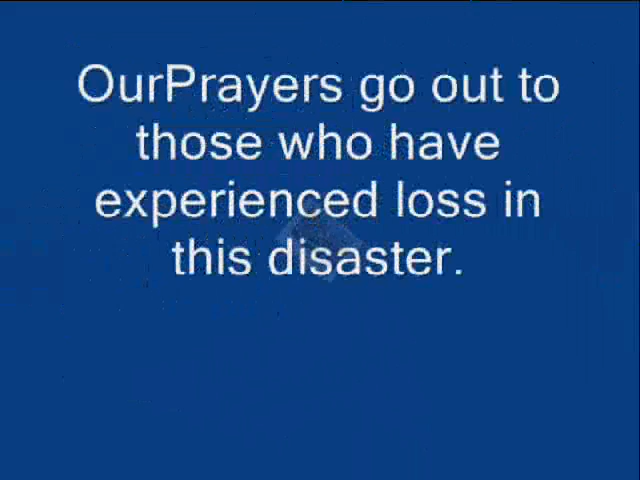 OurPrayers go out to
those who have
experienced loss in
this disaster.